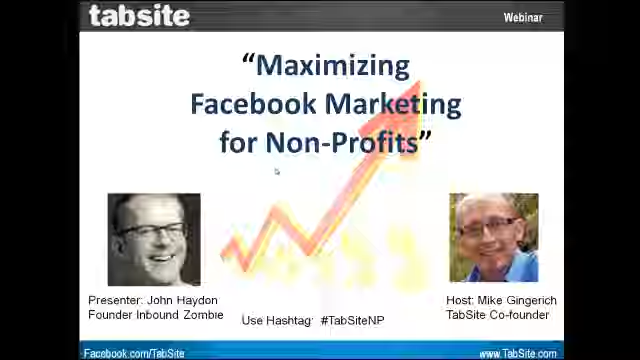 tabsite
Webinar
“Maximizing
Facebook Marketing
for Non-Profits”
Presenter: John Haydon
Founder Inbound Zombie
Use Hashtag: #TabSiteNP
Host: Mike Gingerich
TabSite Co-founder
Facebook.com/TabSite
www.TabSite.com